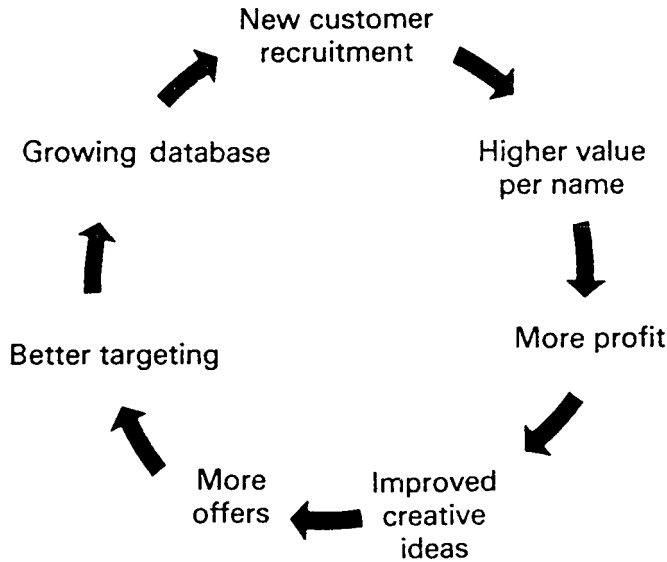 New customer
recruitment
Higher value
per name
More profit
Improved
creative
ideas
More
offers
Better targeting
Growing database